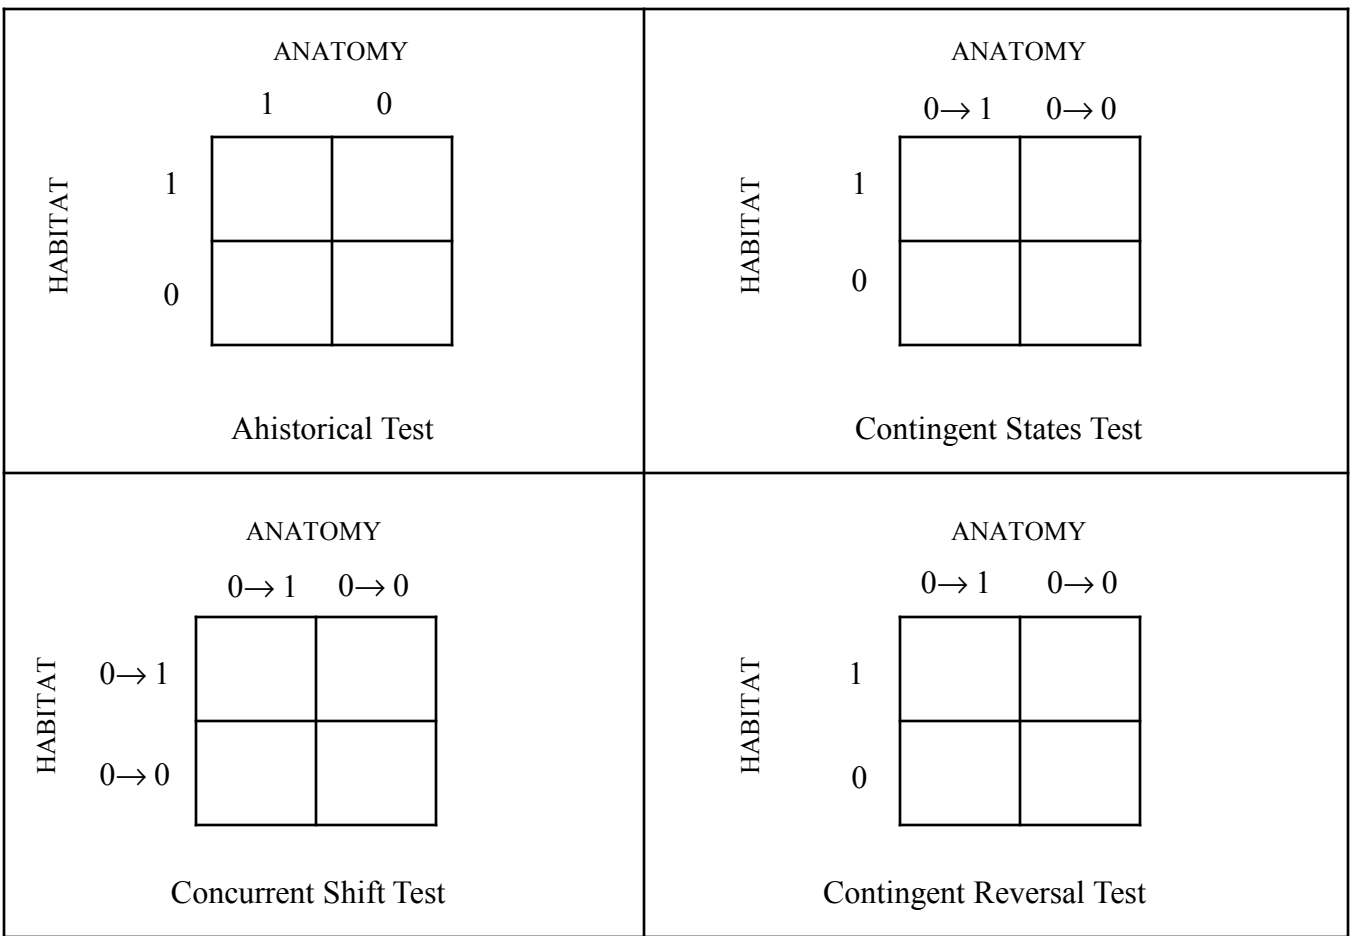 ANATOMY
1 0
HABITAT
1
0
Ahistorical Test
ANATOMY
0→ 1 0→ 0
HABITAT
1
0
Contingent States Test
ANATOMY
0→ 1 0→ 0
HABITAT
0→ 1
0→ 0
Concurrent Shift Test
ANATOMY
0→ 1 0→ 0
HABITAT
1
0
Contingent Reversal Test